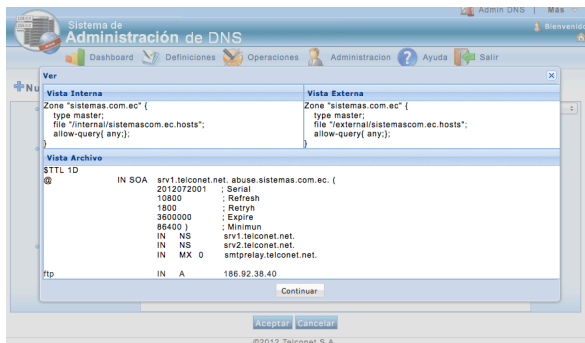 Admin DNS | Mas
Sistema de
Administración de DNS
Bienvenido
Dashboard Definiciones Operaciones Administracion Ayuda Salir
Nu
Ver
Vista Interna Vista Externa
Zone "sistemas.com.ec" { Zone "sistemas.com.ec" {
type master; type master;
file "/internal/sistemascom.ec.hosts"; file "/external/sistemascom.ec.hosts";
allow-query{ any;}; allow-query{ any;};
} }
Vista Archivo
$TTL 1D
@ IN SOA srv1.telconet.net. abuse.sistemas.com.ec. (
2012072001 ; Serial
10800 ; Refresh
1800 ; Retryh
3600000 ; Expire
86400 ) ; Minimun
IN NS srv1.telconet.net.
IN NS srv2.telconet.net.
IN MX 0 smtprelay.telconet.net.
ftp IN A 186.92.38.40
Continuar
Aceptar Cancelar
©2012 Telconet S.A.